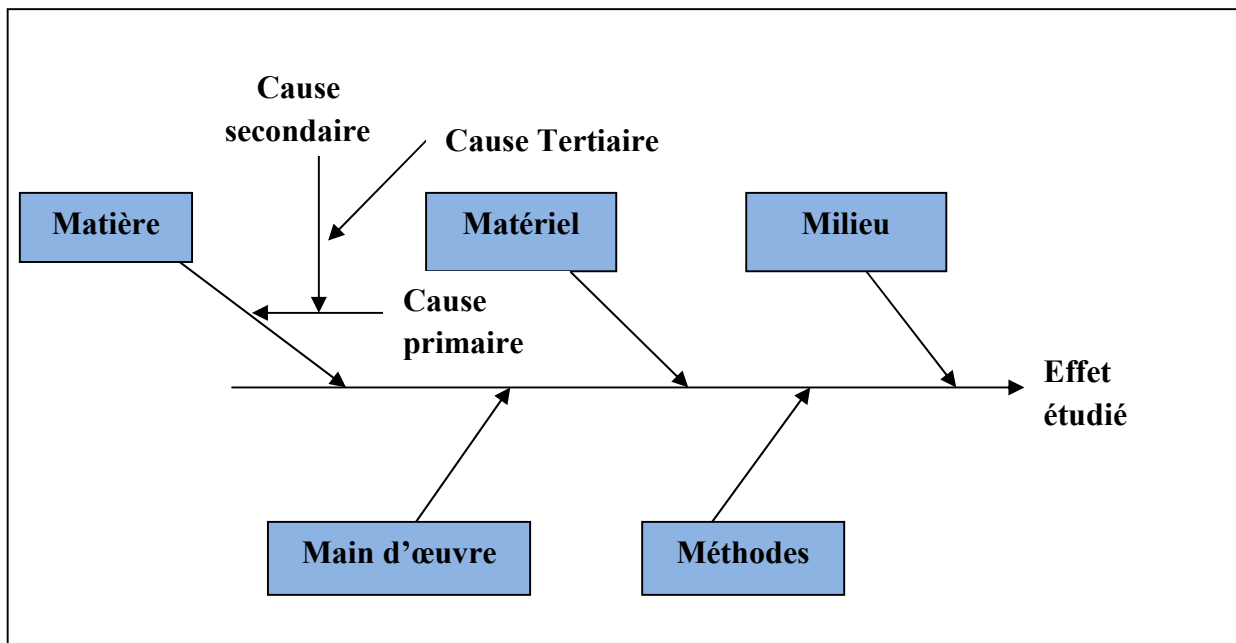 Cause
secondaire
Cause Tertiaire
Matière
Matériel
Milieu
Cause
primaire
Effet
étudié
Main d’œuvre
Méthodes